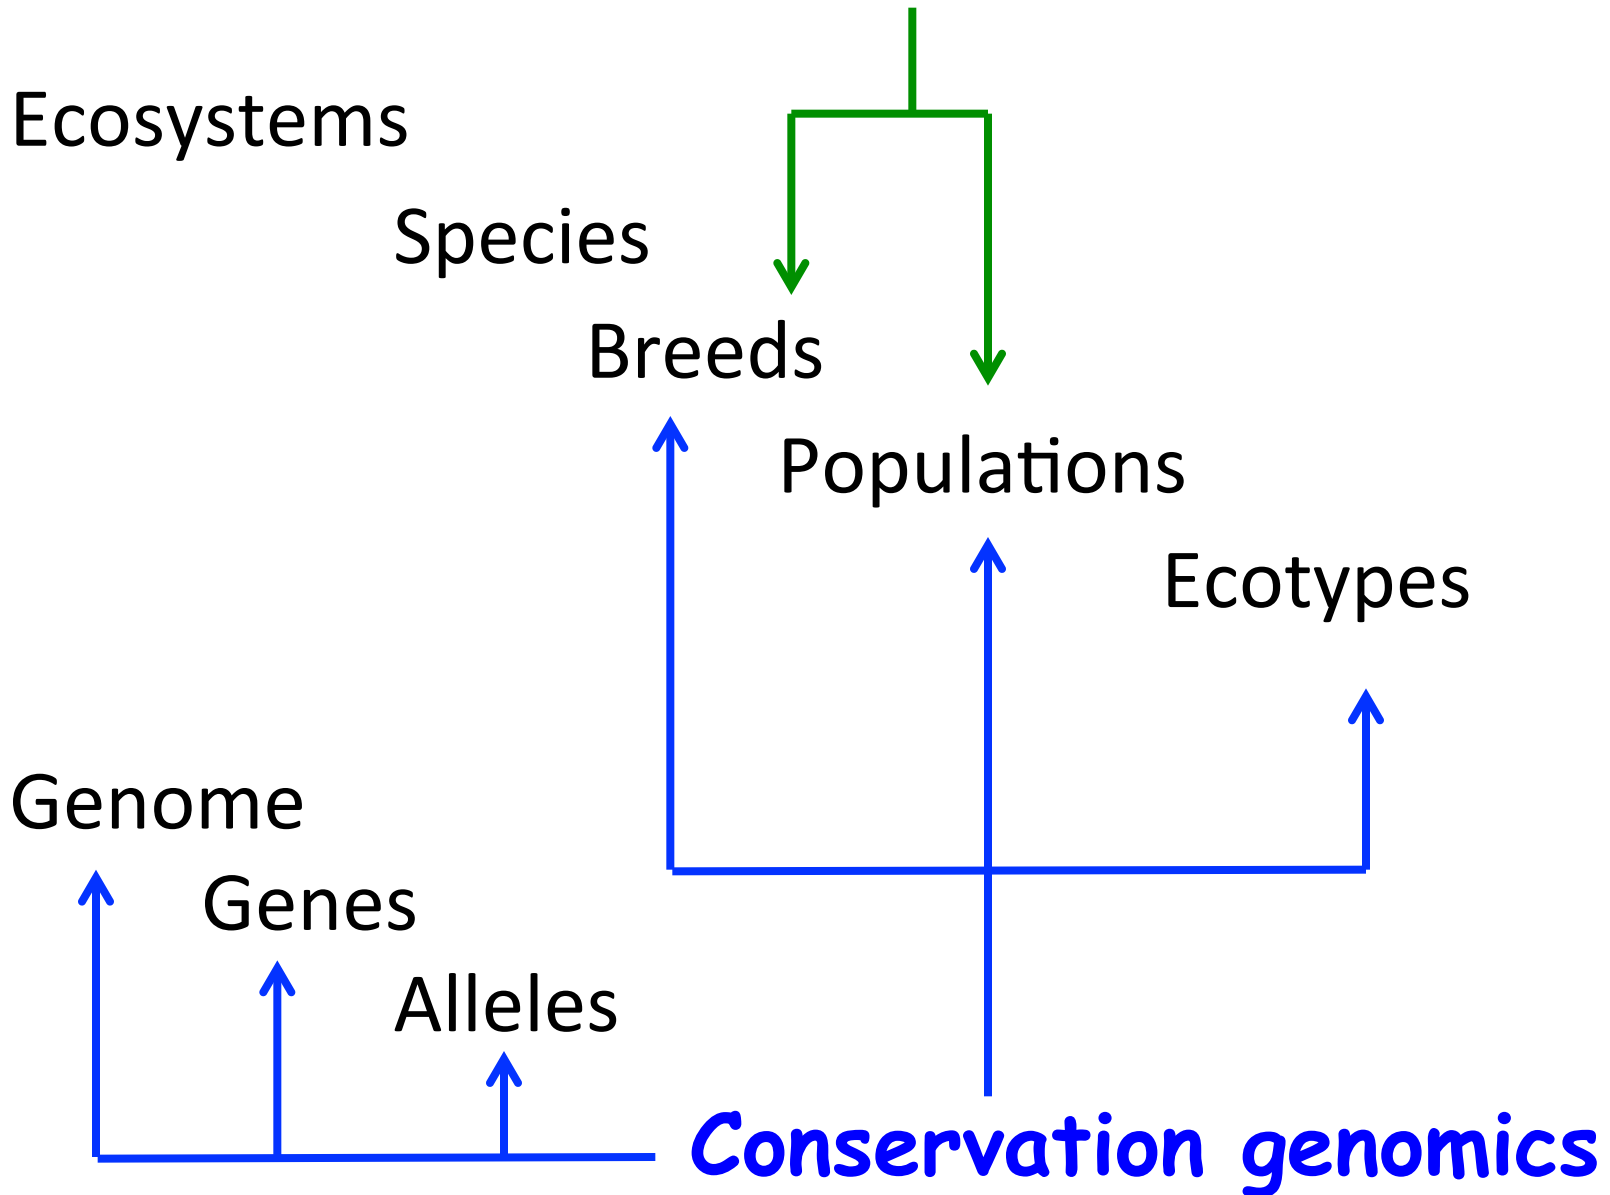 Ecosystems
Species
Breeds
Populations
Ecotypes
Genome
Genes
Alleles
Conservation genomics